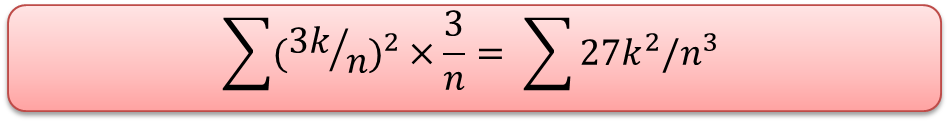 ∑(3k/n)² × 3/n = ∑ 27k²/n³